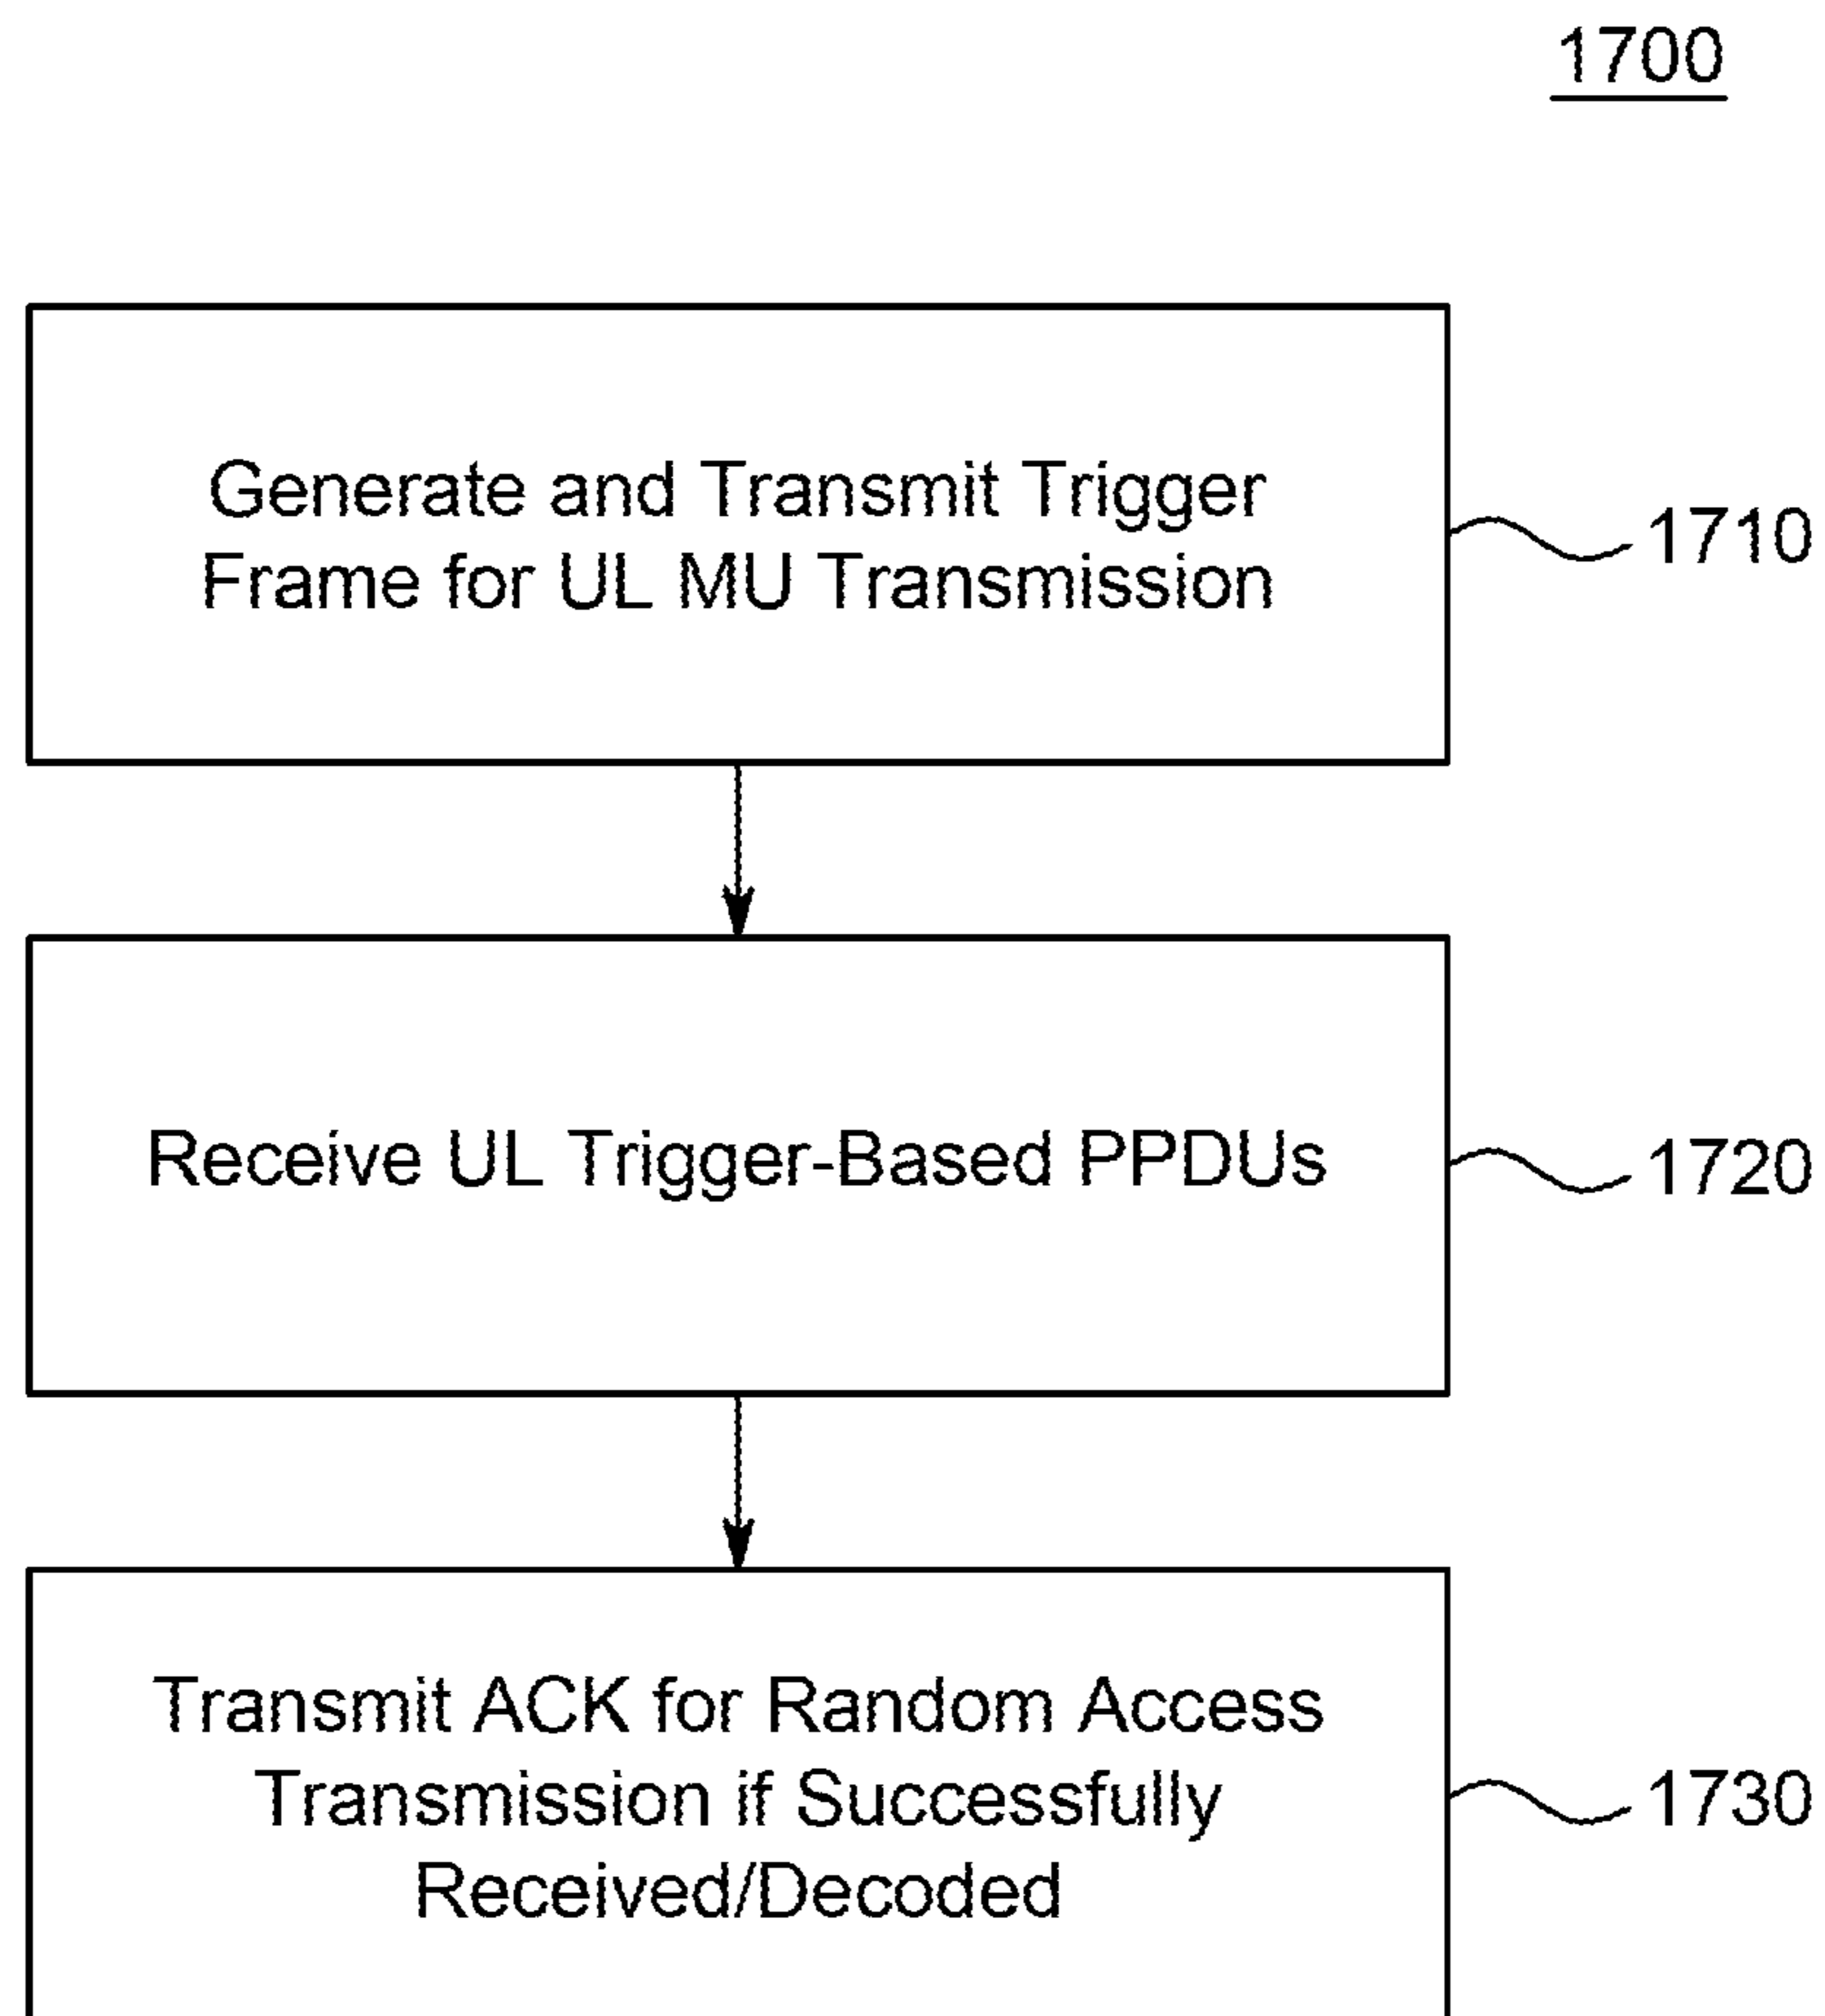 1700
Generate and Transmit Trigger
Frame for UL MU Transmission
1710
Receive UL Trigger-Based PPDUs
1720
Transmit ACK for Random Access
Transmission if Successfully
Received/Decoded
1730